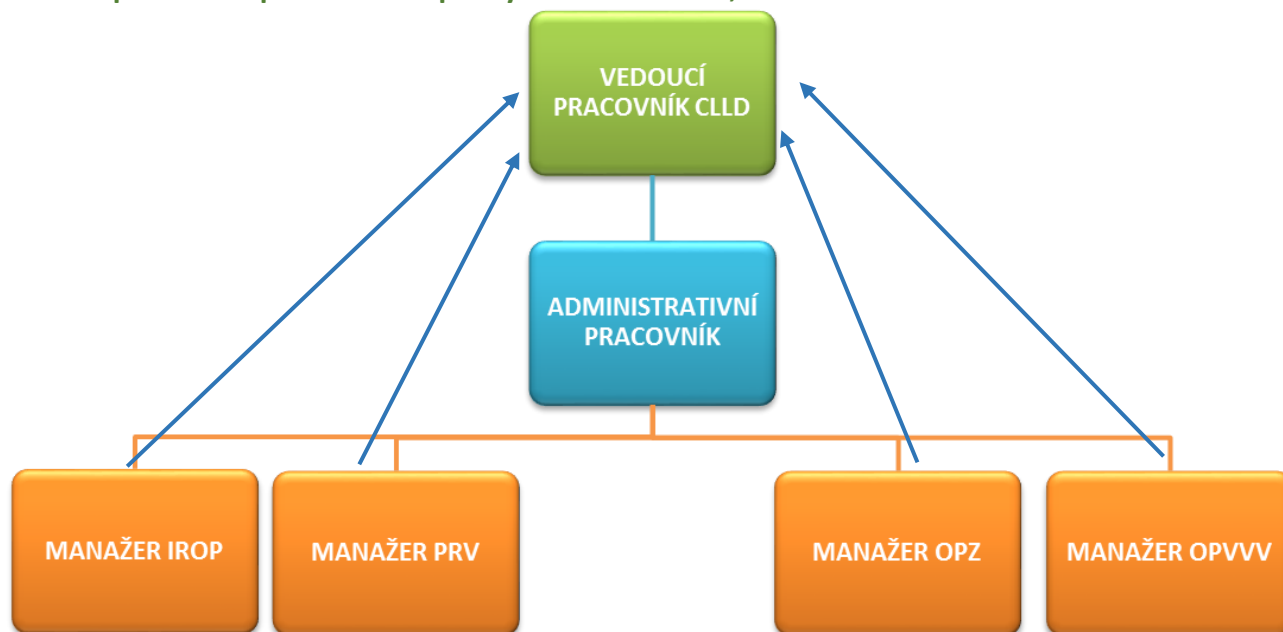 VEDOUCÍ
PRACOVNÍK CLLD
ADMINISTRATIVNÍ
PRACOVNÍK
MANAŽER IROP
MANAŽER PRV
MANAŽER OPZ
MANAŽER OPVVV